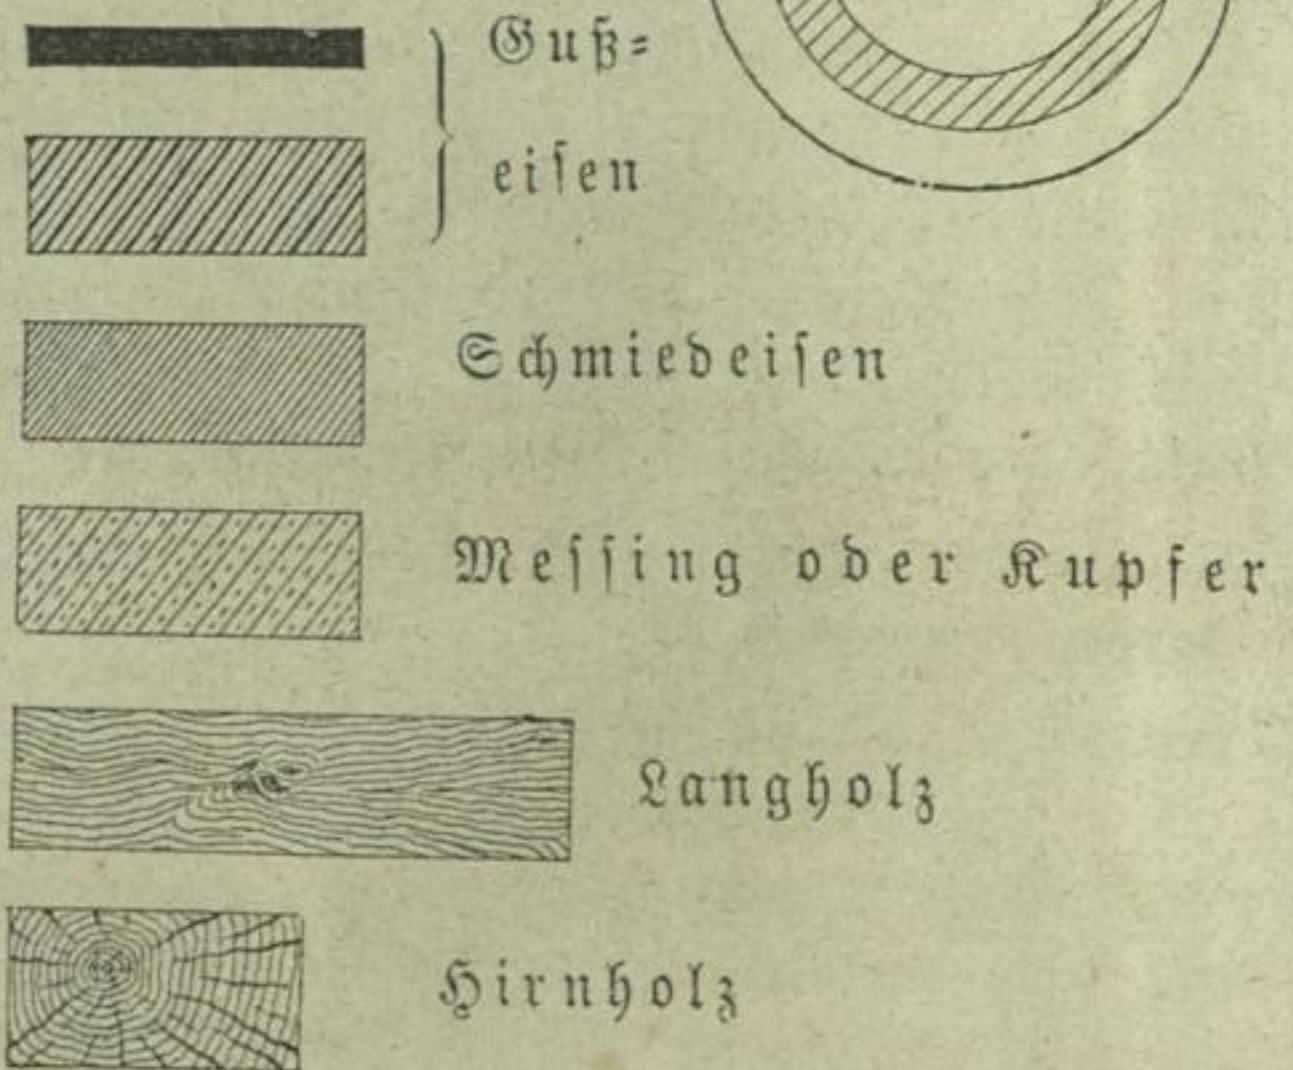 Guß-
eiſen
Schmiedeiſen
Meſſing oder Kupfer
Langholz
Hirnholz